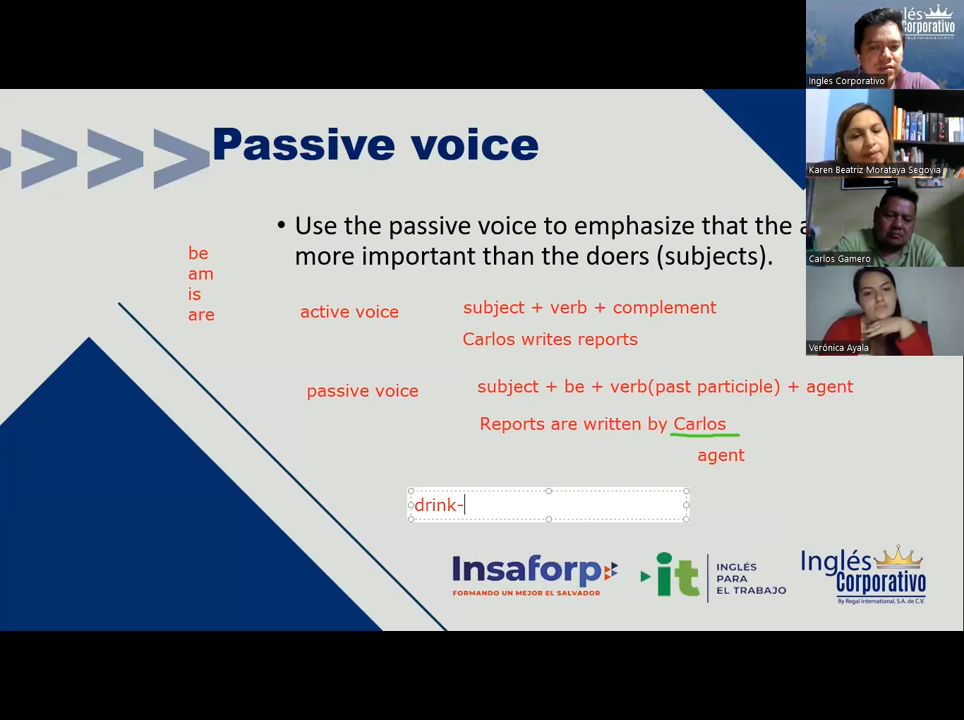 lés
Corporativo
Ingles Corporativo
Passive voice
Karen Beatriz Morataya Segovia
• Use the passive voice to emphasize that the a
more important than the doers (subjects).
Carlos Gamero
be
am
is
are
active voice
subject + verb + complement
Carlos writes reports
Verónica Ayala
passive voice
subject + be + verb(past participle) + agent
Reports are written by Carlos
agent
drink-
Insaforp
FORMANDO UN MEJOR EL SALVADOR
it
INGLÉS
PARA
EL TRABAJO
Inglés
Corporativo
By Regal International, S.A. de C.V.